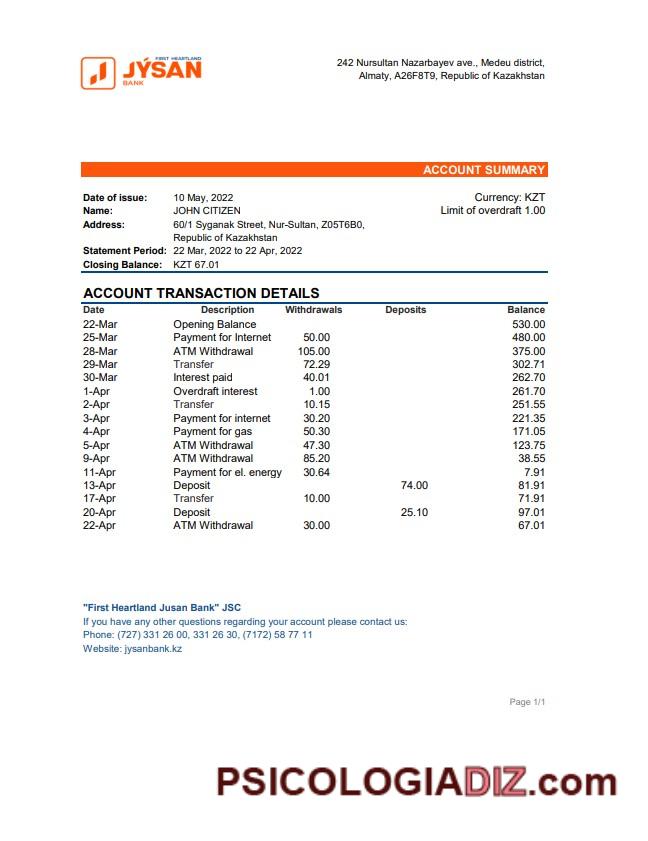 FIRST HEARTLAND
JÝSAN
BANK
242 Nursultan Nazarbayev ave., Medeu district,
Almaty, A26F8T9, Republic of Kazakhstan
ACCOUNT SUMMARY
Date of issue: 10 May, 2022 Currency: KZT
Name: JOHN CITIZEN Limit of overdraft 1.00
Address: 60/1 Syganak Street, Nur-Sultan, Z05T6B0,
Republic of Kazakhstan
Statement Period: 22 Mar, 2022 to 22 Apr, 2022
Closing Balance: KZT 67.01
ACCOUNT TRANSACTION DETAILS
Date Description Withdrawals Deposits Balance
22-Mar Opening Balance 530.00
25-Mar Payment for Internet 50.00 480.00
28-Mar ATM Withdrawal 105.00 375.00
29-Mar Transfer 72.29 302.71
30-Mar Interest paid 40.01 262.70
1-Apr Overdraft interest 1.00 261.70
2-Apr Transfer 10.15 251.55
3-Apr Payment for internet 30.20 221.35
4-Apr Payment for gas 50.30 171.05
5-Apr ATM Withdrawal 47.30 123.75
9-Apr ATM Withdrawal 85.20 38.55
11-Apr Payment for el. energy 30.64 7.91
13-Apr Deposit 74.00 81.91
17-Apr Transfer 10.00 71.91
20-Apr Deposit 25.10 97.01
22-Apr ATM Withdrawal 30.00 67.01
"First Heartland Jusan Bank" JSC
If you have any other questions regarding your account please contact us:
Phone: (727) 331 26 00, 331 26 30, (7172) 58 77 11
Website: jysanbank.kz
Page 1/1
PSICOLOGIADIZ.com